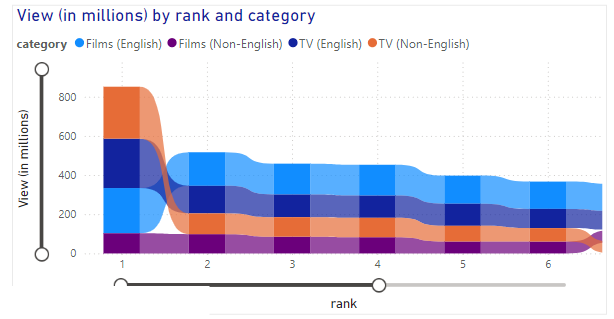 View (in millions) by rank and category
category Films (English) Films (Non-English) TV (English) TV (Non-English)
View (in millions)
800
600
400
200
0
1 2 3 4 5 6
rank